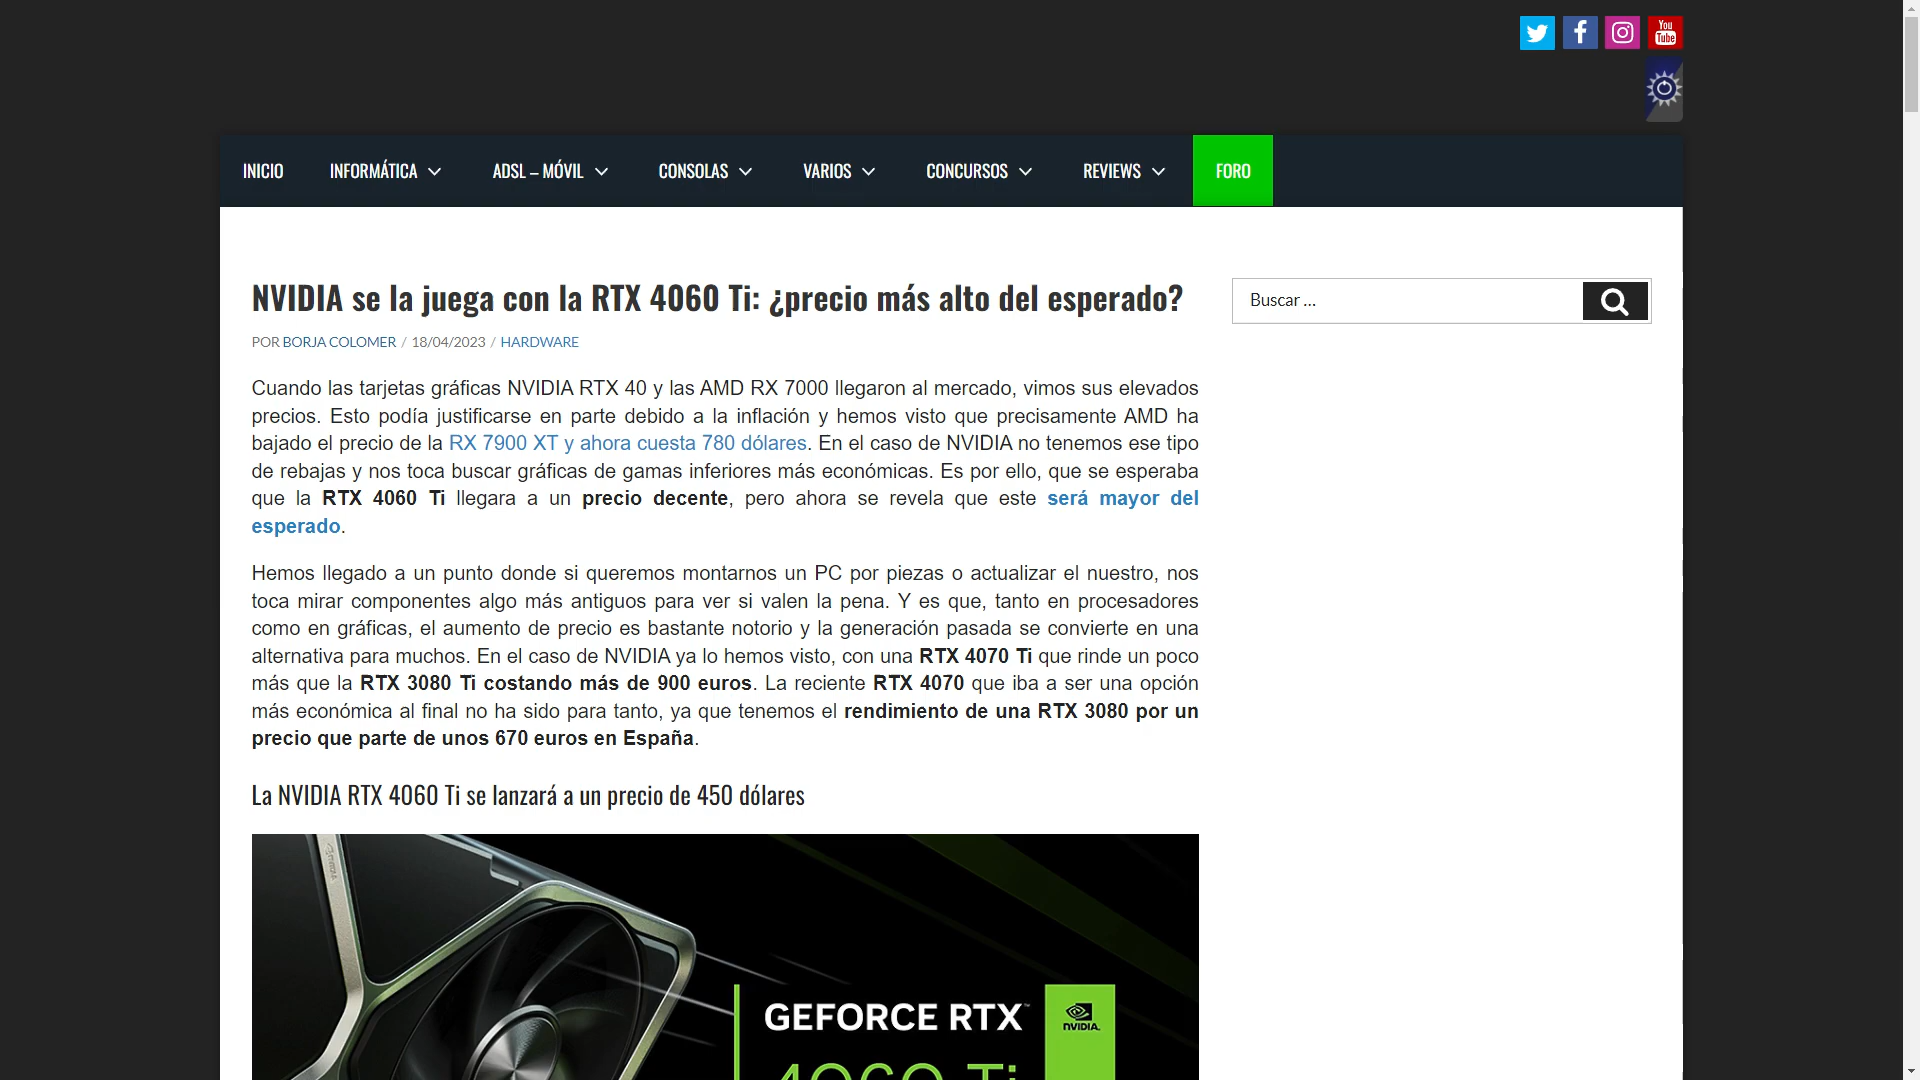 You
Tube
INICIO INFORMÁTICA ADSL – MÓVIL CONSOLAS VARIOS CONCURSOS REVIEWS FORO
NVIDIA se la juega con la RTX 4060 Ti: ¿precio más alto del esperado?
Buscar …
POR BORJA COLOMER / 18/04/2023 / HARDWARE
Cuando las tarjetas gráficas NVIDIA RTX 40 y las AMD RX 7000 llegaron al mercado, vimos sus elevados
precios. Esto podía justificarse en parte debido a la inflación y hemos visto que precisamente AMD ha
bajado el precio de la RX 7900 XT y ahora cuesta 780 dólares. En el caso de NVIDIA no tenemos ese tipo
de rebajas y nos toca buscar gráficas de gamas inferiores más económicas. Es por ello, que se esperaba
que la RTX 4060 Ti llegara a un precio decente, pero ahora se revela que este será mayor del
esperado.
Hemos llegado a un punto donde si queremos montarnos un PC por piezas o actualizar el nuestro, nos
toca mirar componentes algo más antiguos para ver si valen la pena. Y es que, tanto en procesadores
como en gráficas, el aumento de precio es bastante notorio y la generación pasada se convierte en una
alternativa para muchos. En el caso de NVIDIA ya lo hemos visto, con una RTX 4070 Ti que rinde un poco
más que la RTX 3080 Ti costando más de 900 euros. La reciente RTX 4070 que iba a ser una opción
más económica al final no ha sido para tanto, ya que tenemos el rendimiento de una RTX 3080 por un
precio que parte de unos 670 euros en España.
La NVIDIA RTX 4060 Ti se lanzará a un precio de 450 dólares
GEFORCE RTX™
NVIDIA.
4060 Ti